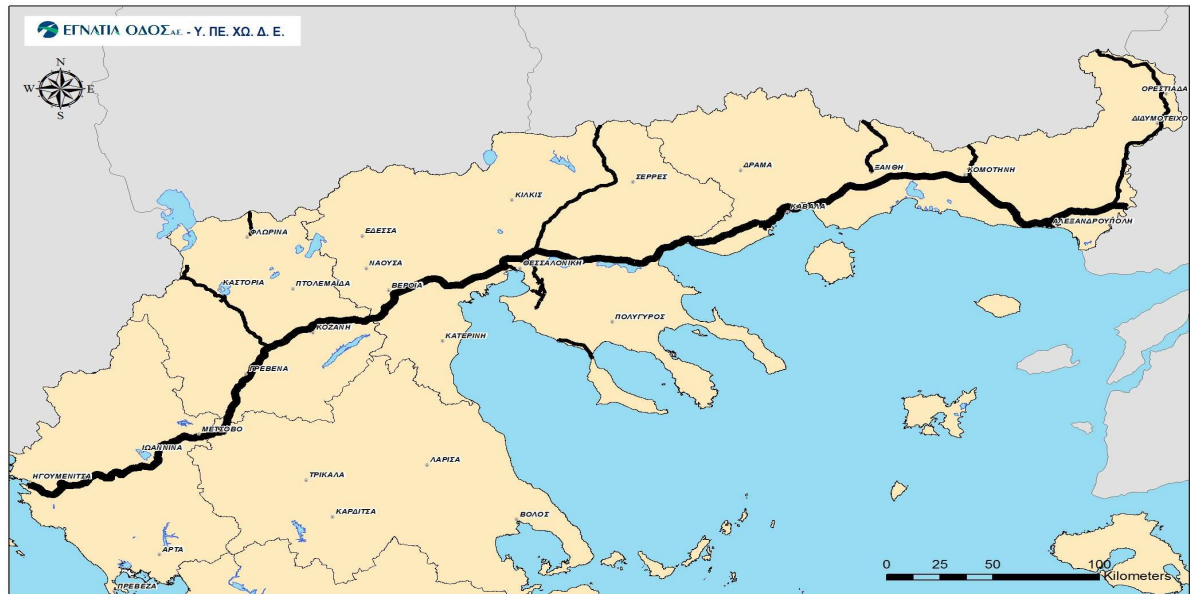 ΕΓΝΑΤΙΑ ΟΔΟΣ Α.Ε. - Υ. ΠΕ. ΧΩ. Δ. Ε.
N
W E
S
ΟΡΕΣΤΙΑΔΑ
ΔΙΔΥΜΟΤΕΙΧΟ
ΔΡΑΜΑ
ΞΑΝΘΗ
ΚΟΜΟΤΗΝΗ
ΣΕΡΡΕΣ
ΚΙΛΚΙΣ
ΚΑΒΑΛΑ
ΑΛΕΞΑΝΔΡΟΥΠΟΛΗ
ΦΛΩΡΙΝΑ
ΕΔΕΣΣΑ
ΝΑΟΥΣΑ
ΘΕΣΣΑΛΟΝΙΚΗ
ΚΑΣΤΟΡΙΑ
ΠΤΟΛΕΜΑΙΔΑ
ΒΕΡΟΙΑ
ΠΟΛΥΓΥΡΟΣ
ΚΟΖΑΝΗ
ΚΑΤΕΡΙΝΗ
ΓΡΕΒΕΝΑ
ΜΕΤΣΟΒΟ
ΙΩΑΝΝΙΝΑ
ΛΑΡΙΣΑ
ΗΓΟΥΜΕΝΙΤΣΑ
ΤΡΙΚΑΛΑ
ΚΑΡΔΙΤΣΑ
ΒΟΛΟΣ
ΑΡΤΑ
ΠΡΕΒΕΖΑ
0 25 50 100
Kilometers